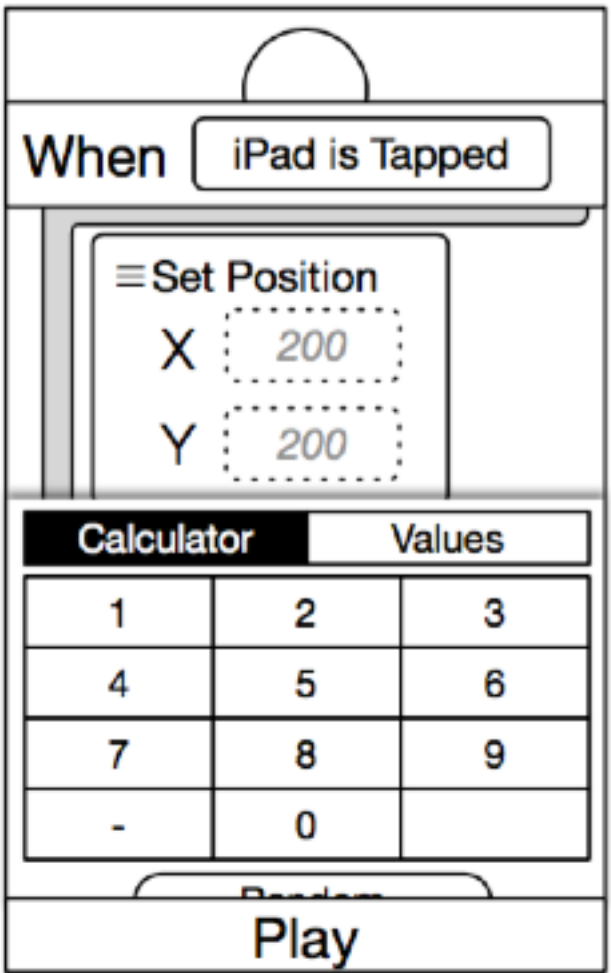 When iPad is Tapped
Set Position
X 200
Y 200
Calculator Values
1 2 3
4 5 6
7 8 9
- 0
Random
Play